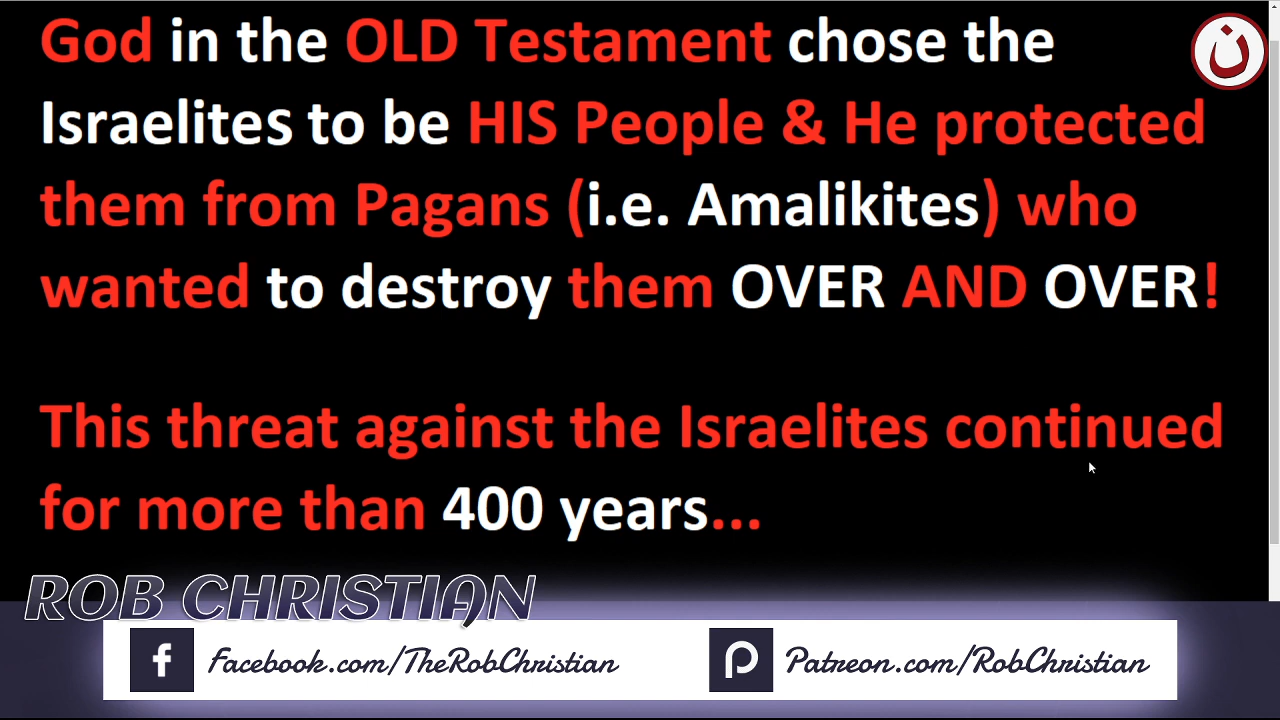 God in the OLD Testament chose the
Israelites to be HIS People & He protected
them from Pagans (i.e. Amalikites) who
wanted to destroy them OVER AND OVER!
This threat against the Israelites continued
for more than 400 years...
ROB CHRISTIAN
Facebook.com/TheRobChristian
Patreon.com/RobChristian
ن